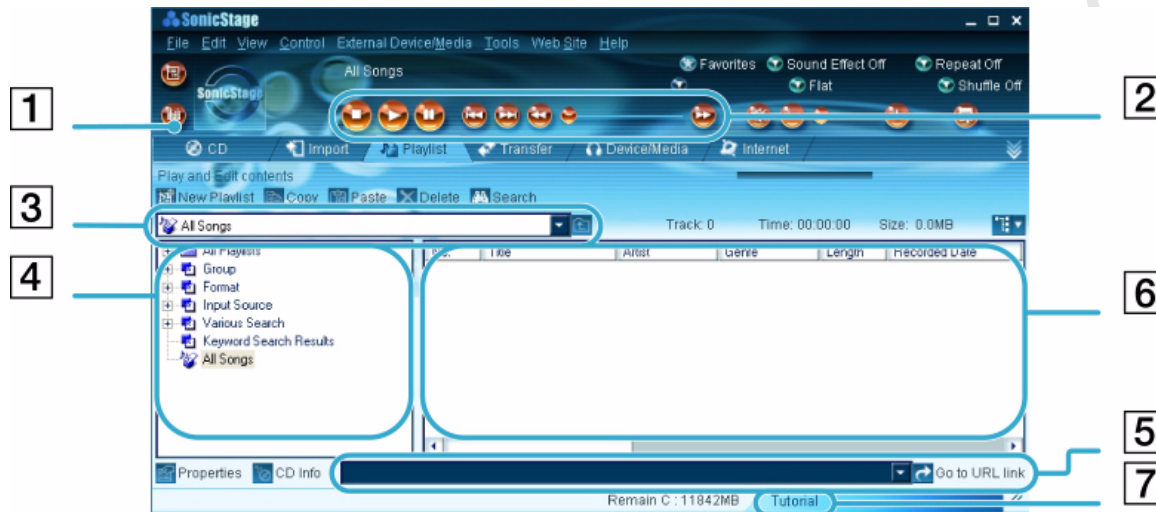 SonicStage
File Edit View Control External Device/Media Tools Web Site Help
All Songs
Favorites Sound Effect Off Repeat Off
SonicStage
Flat Shuffle Off
1
2
CD Import Playlist Transfer Device/Media Internet
Play and Edit contents
New Playlist Copy Paste Delete Search
3
All Songs
Track: 0 Time: 00:00:00 Size: 0.0MB
All Playlists
No. Title Artist Genre Length Recorded Date
4
Group
Format
Input Source
Various Search
Keyword Search Results
All Songs
6
5
Properties CD Info
Go to URL link
7
Remain C : 11842MB
Tutorial